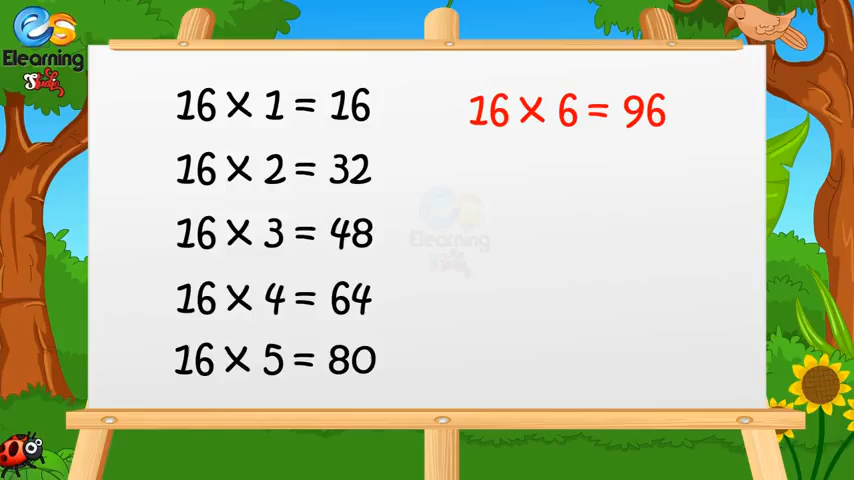 Elearning
16 × 1 = 16
16 × 2 = 32
16 × 3 = 48
16 × 4 = 64
16 × 5 = 80
16 × 6 = 96
Elearning